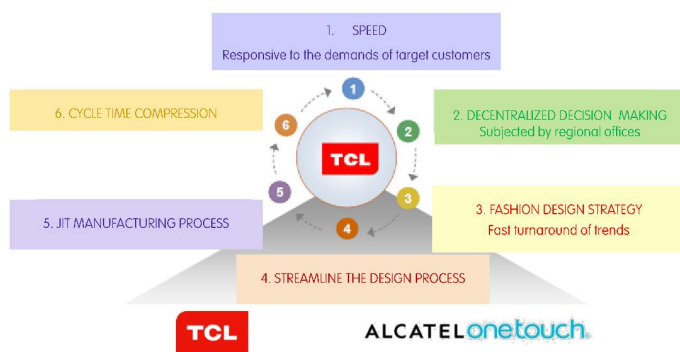 1. SPEED
Responsive to the demands of target customers
6. CYCLE TIME COMPRESSION
1
2. DECENTRALIZED DECISION MAKING
Subjected by regional offices
6
2
TCL
5
3
3. FASHION DESIGN STRATEGY
Fast turnaround of trends
5. JIT MANUFACTURING PROCESS
4
4. STREAMLINE THE DESIGN PROCESS
TCL
ALCATEL onetouch.